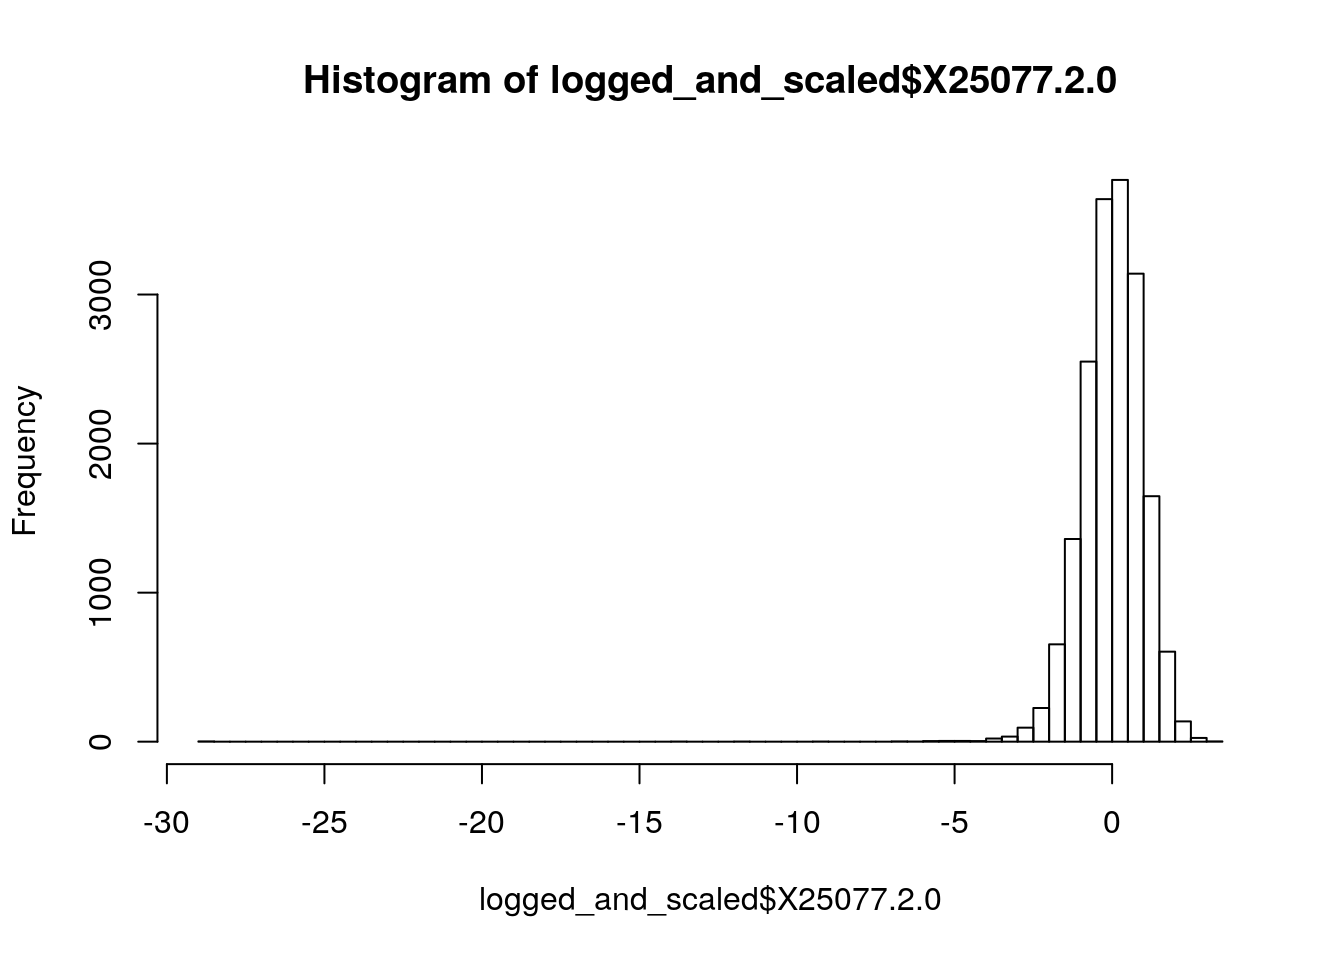 Histogram of logged_and_scaled$X25077.2.0
Frequency
3000
2000
1000
0
-30 -25 -20 -15 -10 -5 0
logged_and_scaled$X25077.2.0